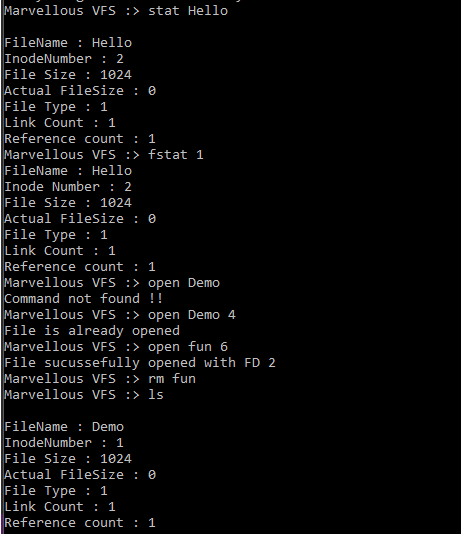 Marvellous VFS :> stat Hello
FileName : Hello
InodeNumber : 2
File Size : 1024
Actual FileSize : 0
File Type : 1
Link Count : 1
Reference count : 1
Marvellous VFS :> fstat 1
FileName : Hello
Inode Number : 2
File Size : 1024
Actual FileSize : 0
File Type : 1
Link Count : 1
Reference count : 1
Marvellous VFS :> open Demo
Command not found !!
Marvellous VFS :> open Demo 4
File is already opened
Marvellous VFS :> open fun 6
File sucussefully opened with FD 2
Marvellous VFS :> rm fun
Marvellous VFS :> ls
FileName : Demo
InodeNumber : 1
File Size : 1024
Actual FileSize : 0
File Type : 1
Link Count : 1
Reference count : 1